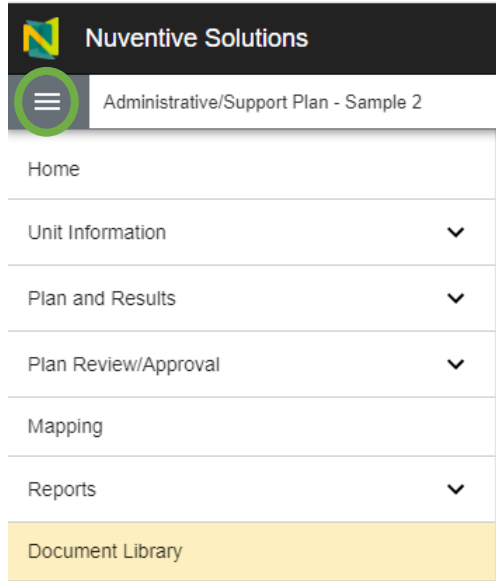 Nuventive Solutions
Administrative/Support Plan - Sample 2
Home
Unit Information
Plan and Results
Plan Review/Approval
Mapping
Reports
Document Library